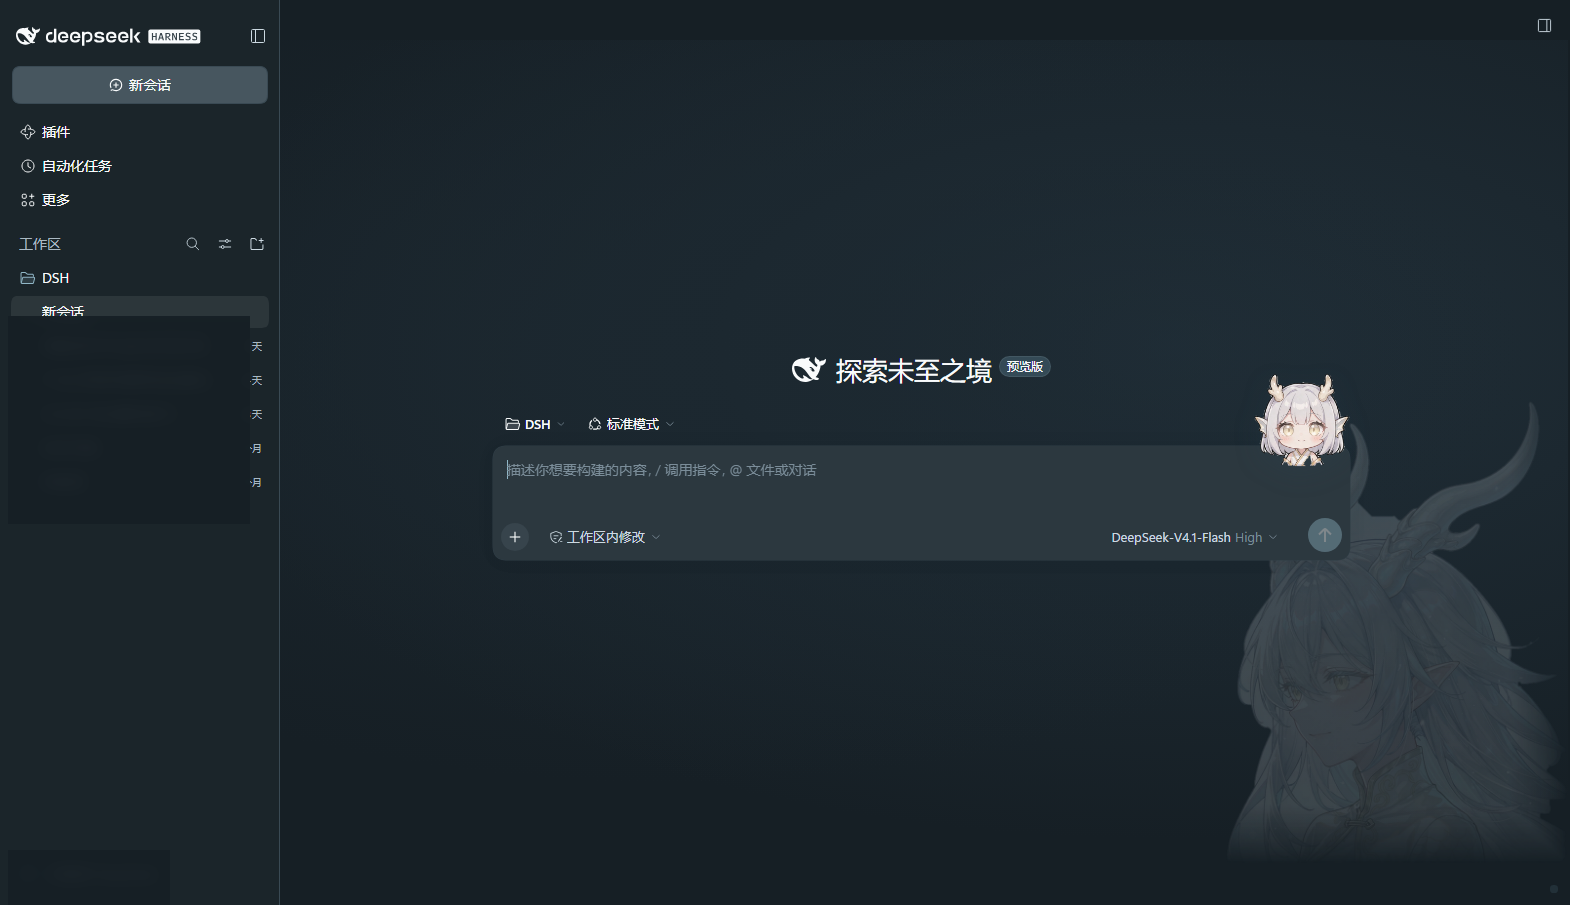 deepseek HARNESS
新会话
插件
自动化任务
更多
工作区
DSH
新会话
天
天
天
月
月
探索未至之境 预览版
DSH 标准模式
描述你想要构建的内容, / 调用指令, @ 文件或对话
工作区内修改 DeepSeek-V4.1-Flash High